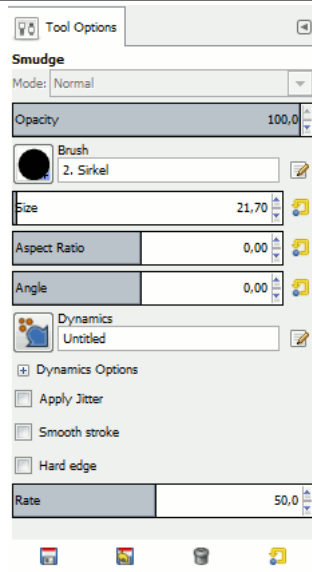 Tool Options
Smudge
Mode: Normal
Opacity 100,0
Brush
2. Sirkel
Size 21,70
Aspect Ratio 0,00
Angle 0,00
Dynamics
Untitled
Dynamics Options
Apply Jitter
Smooth stroke
Hard edge
Rate 50,0